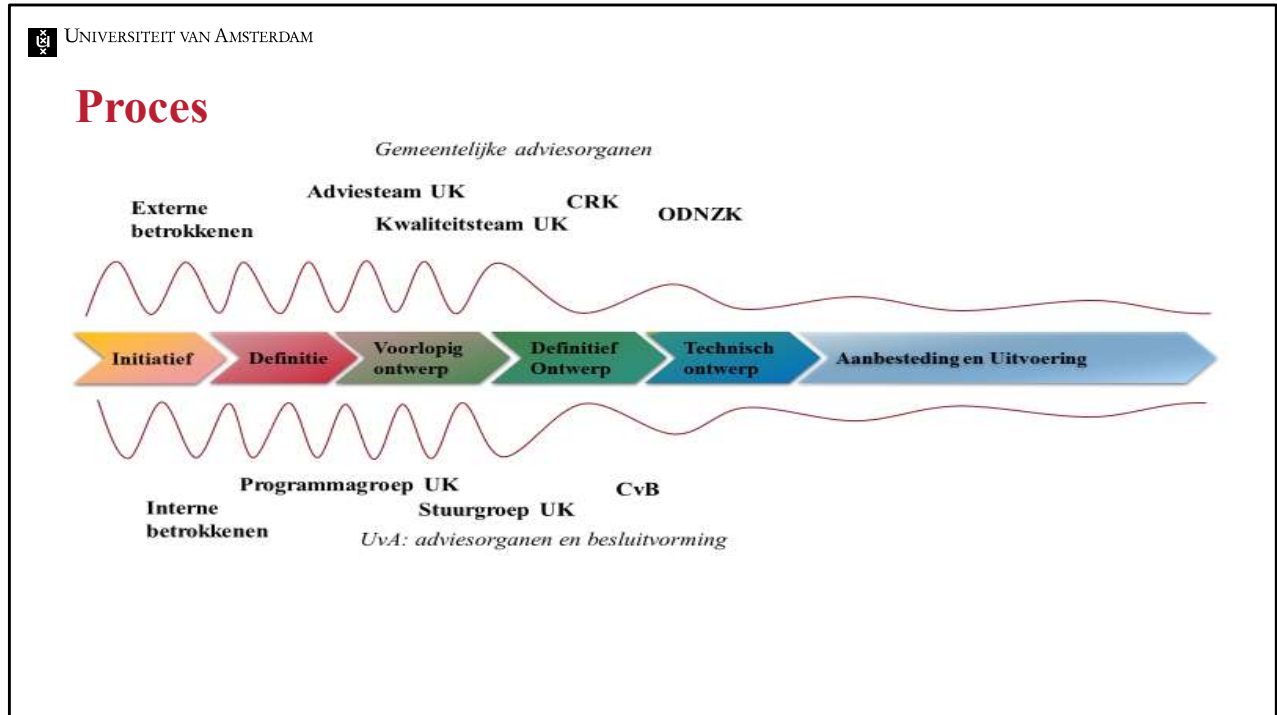 UNIVERSITEIT VAN AMSTERDAM
Proces
Gemeentelijke adviesorganen
Adviesteam UK
Externe
betrokkenen
CRK
Kwaliteitsteam UK
ODNZK
Initiatief
Definitie
Voorlopig
ontwerp
Definitief
Ontwerp
Technisch
ontwerp
Aanbesteding en Uitvoering
Programmagroep UK
CvB
Interne
betrokkenen
Stuurgroep UK
UvA: adviesorganen en besluitvorming